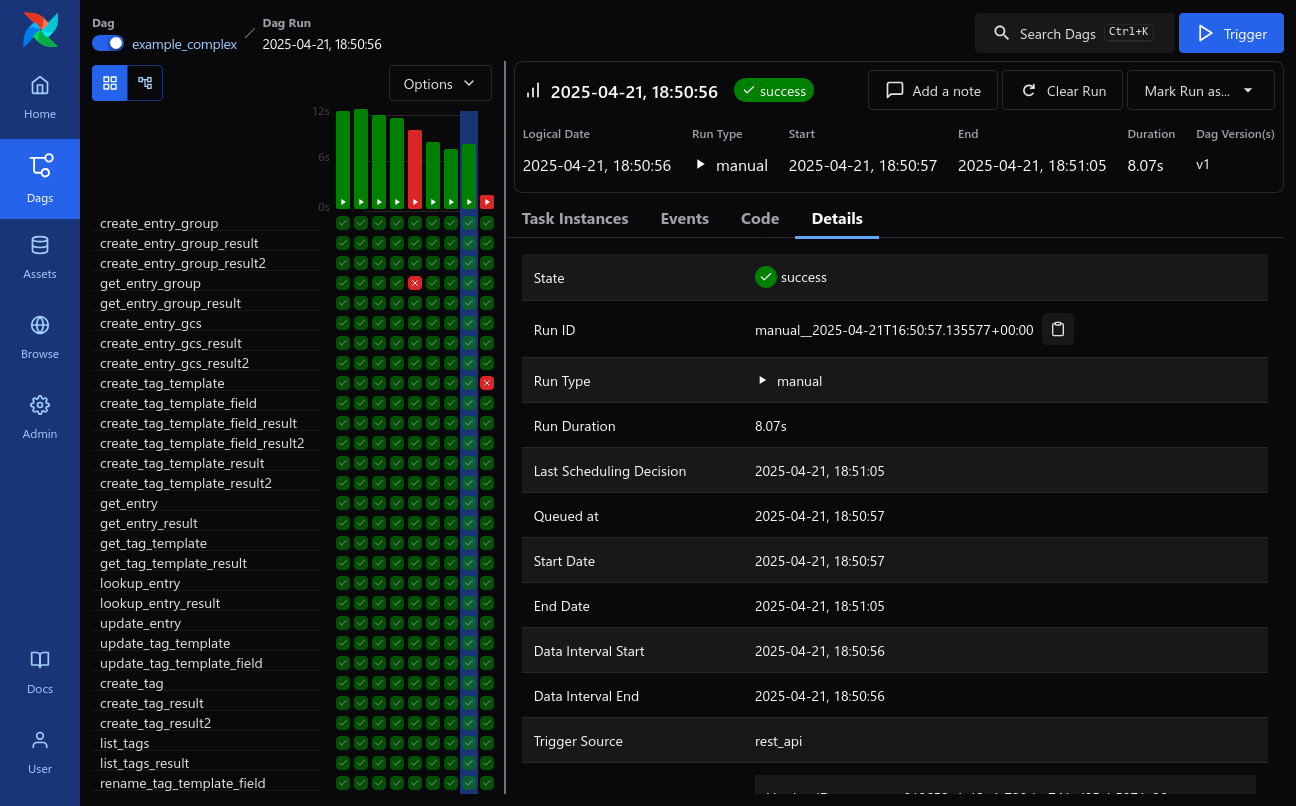 Dag
example_complex
Dag Run
2025-04-21, 18:50:56
Search Dags Ctrl+K
Trigger
Home
Dags
Assets
Browse
Admin
Docs
User
Options
12s
6s
0s
create_entry_group
create_entry_group_result
create_entry_group_result2
get_entry_group
get_entry_group_result
create_entry_gcs
create_entry_gcs_result
create_entry_gcs_result2
create_tag_template
create_tag_template_field
create_tag_template_field_result
create_tag_template_field_result2
create_tag_template_result
create_tag_template_result2
get_entry
get_entry_result
get_tag_template
get_tag_template_result
lookup_entry
lookup_entry_result
update_entry
update_tag_template
update_tag_template_field
create_tag
create_tag_result
create_tag_result2
list_tags
list_tags_result
rename_tag_template_field
2025-04-21, 18:50:56 success
Add a note
Clear Run
Mark Run as...
Logical Date Run Type Start End Duration Dag Version(s)
2025-04-21, 18:50:56 manual 2025-04-21, 18:50:57 2025-04-21, 18:51:05 8.07s v1
Task Instances Events Code Details
State success
Run ID manual__2025-04-21T16:50:57.135577+00:00
Run Type manual
Run Duration 8.07s
Last Scheduling Decision 2025-04-21, 18:51:05
Queued at 2025-04-21, 18:50:57
Start Date 2025-04-21, 18:50:57
End Date 2025-04-21, 18:51:05
Data Interval Start 2025-04-21, 18:50:56
Data Interval End 2025-04-21, 18:50:56
Trigger Source rest_api